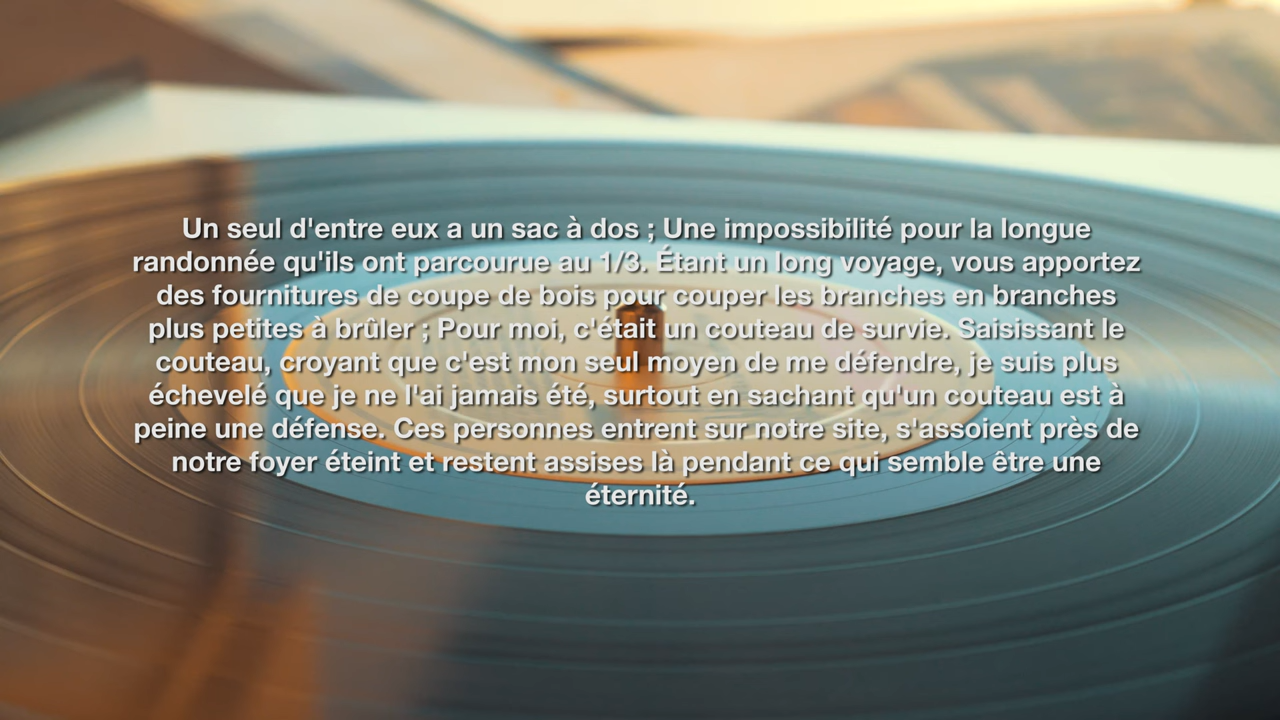 Un seul d'entre eux a un sac à dos ; Une impossibilité pour la longue
randonnée qu'ils ont parcourue au 1/3. Étant un long voyage, vous apportez
des fournitures de coupe de bois pour couper les branches en branches
plus petites à brûler ; Pour moi, c'était un couteau de survie. Saisissant le
couteau, croyant que c'est mon seul moyen de me défendre, je suis plus
échevelé que je ne l'ai jamais été, surtout en sachant qu'un couteau est à
peine une défense. Ces personnes entrent sur notre site, s'assoient près de
notre foyer éteint et restent assises là pendant ce qui semble être une
éternité.